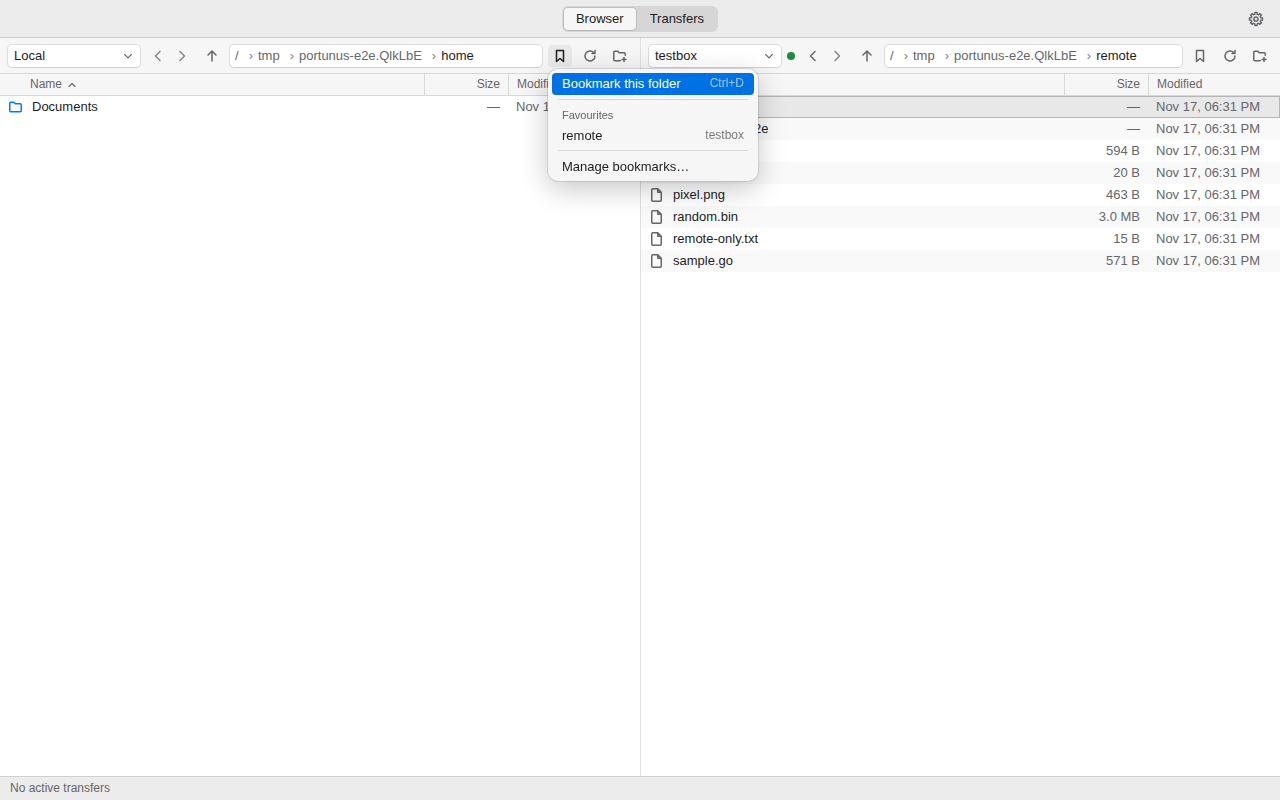 Browser Transfers
Local / › tmp › portunus-e2e.QlkLbE › home testbox / › tmp › portunus-e2e.QlkLbE › remote
Name Size Modifi Size Modified
Documents — Nov 1
Bookmark this folder Ctrl+D
Favourites
remote testbox
Manage bookmarks…
— Nov 17, 06:31 PM
2e — Nov 17, 06:31 PM
594 B Nov 17, 06:31 PM
20 B Nov 17, 06:31 PM
pixel.png 463 B Nov 17, 06:31 PM
random.bin 3.0 MB Nov 17, 06:31 PM
remote-only.txt 15 B Nov 17, 06:31 PM
sample.go 571 B Nov 17, 06:31 PM
No active transfers